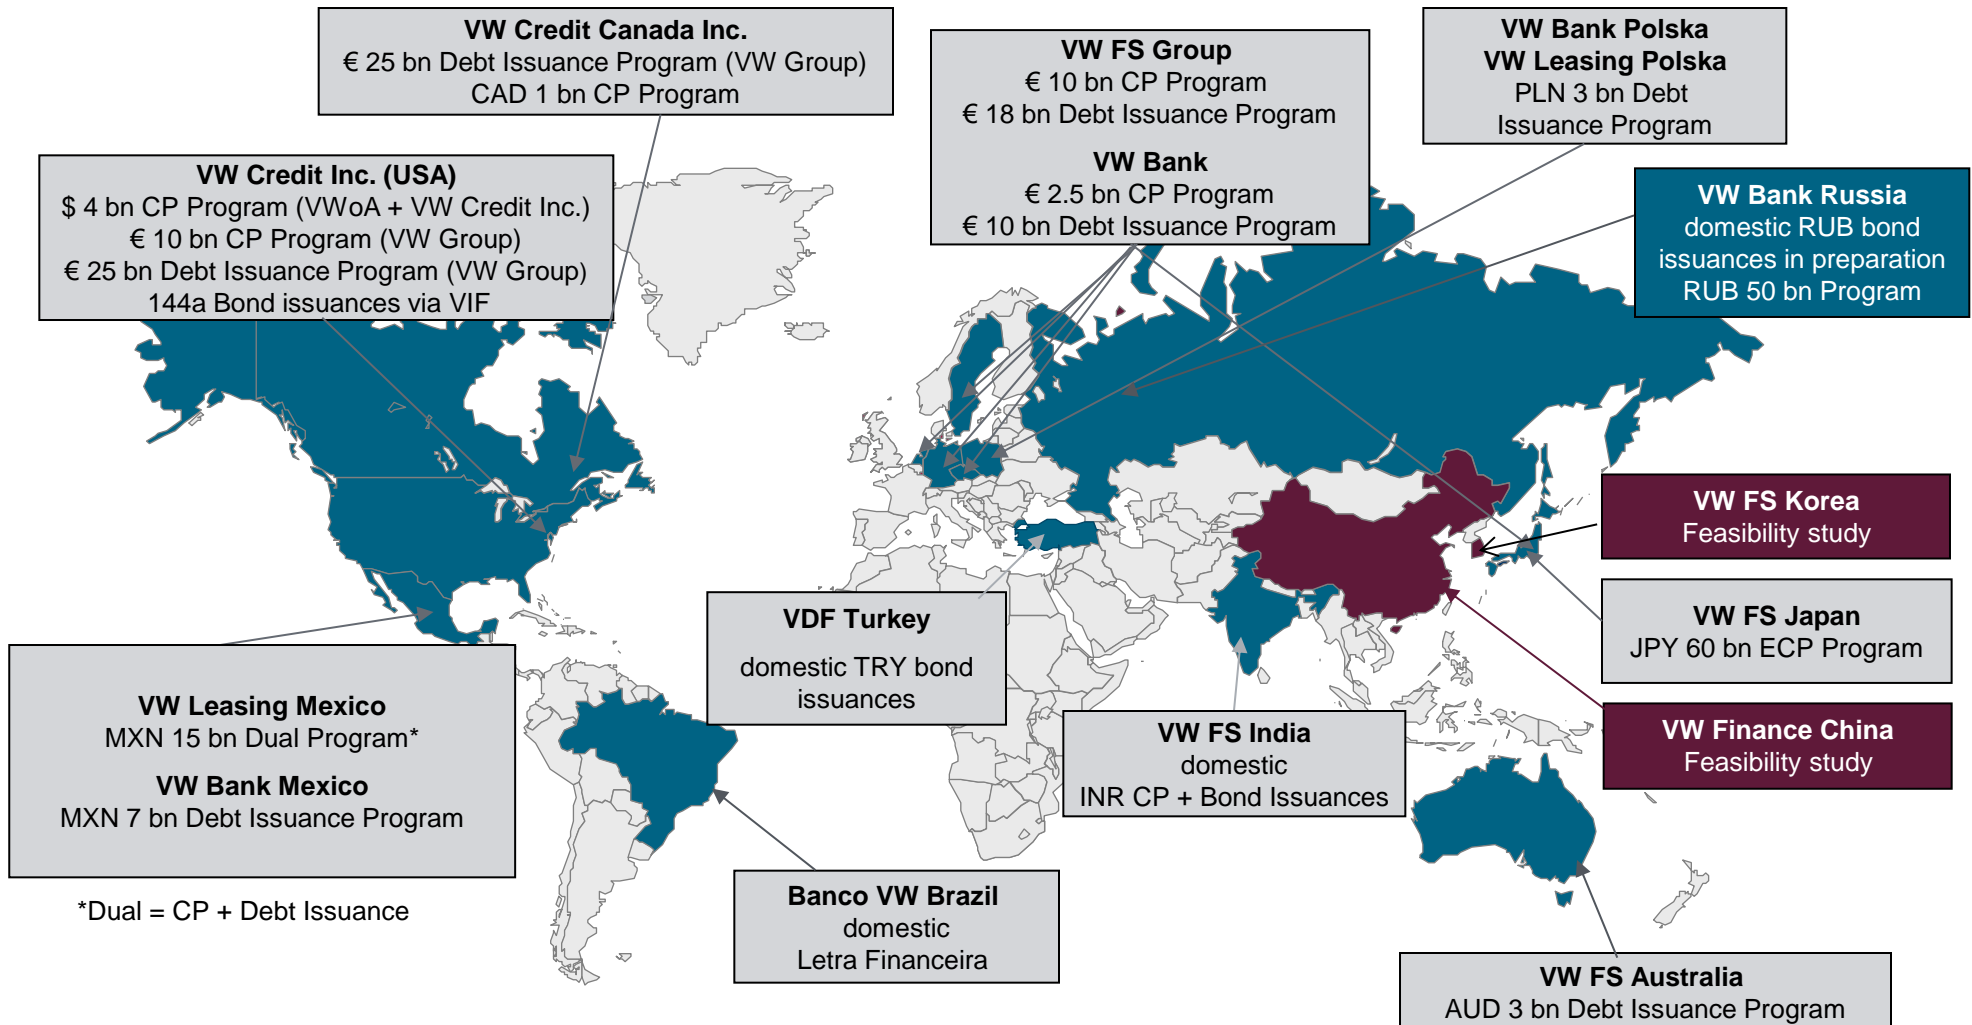 VW Credit Canada Inc.
€ 25 bn Debt Issuance Program (VW Group)
CAD 1 bn CP Program
VW FS Group
€ 10 bn CP Program
€ 18 bn Debt Issuance Program
VW Bank
€ 2.5 bn CP Program
€ 10 bn Debt Issuance Program
VW Bank Polska
VW Leasing Polska
PLN 3 bn Debt
Issuance Program
VW Credit Inc. (USA)
$ 4 bn CP Program (VWoA + VW Credit Inc.)
€ 10 bn CP Program (VW Group)
€ 25 bn Debt Issuance Program (VW Group)
144a Bond issuances via VIF
VW Bank Russia
domestic RUB bond
issuances in preparation
RUB 50 bn Program
VW FS Korea
Feasibility study
VW FS Japan
JPY 60 bn ECP Program
VDF Turkey
domestic TRY bond
issuances
VW Leasing Mexico
MXN 15 bn Dual Program*
VW Bank Mexico
MXN 7 bn Debt Issuance Program
VW FS India
domestic
INR CP + Bond Issuances
VW Finance China
Feasibility study
*Dual = CP + Debt Issuance
Banco VW Brazil
domestic
Letra Financeira
VW FS Australia
AUD 3 bn Debt Issuance Program